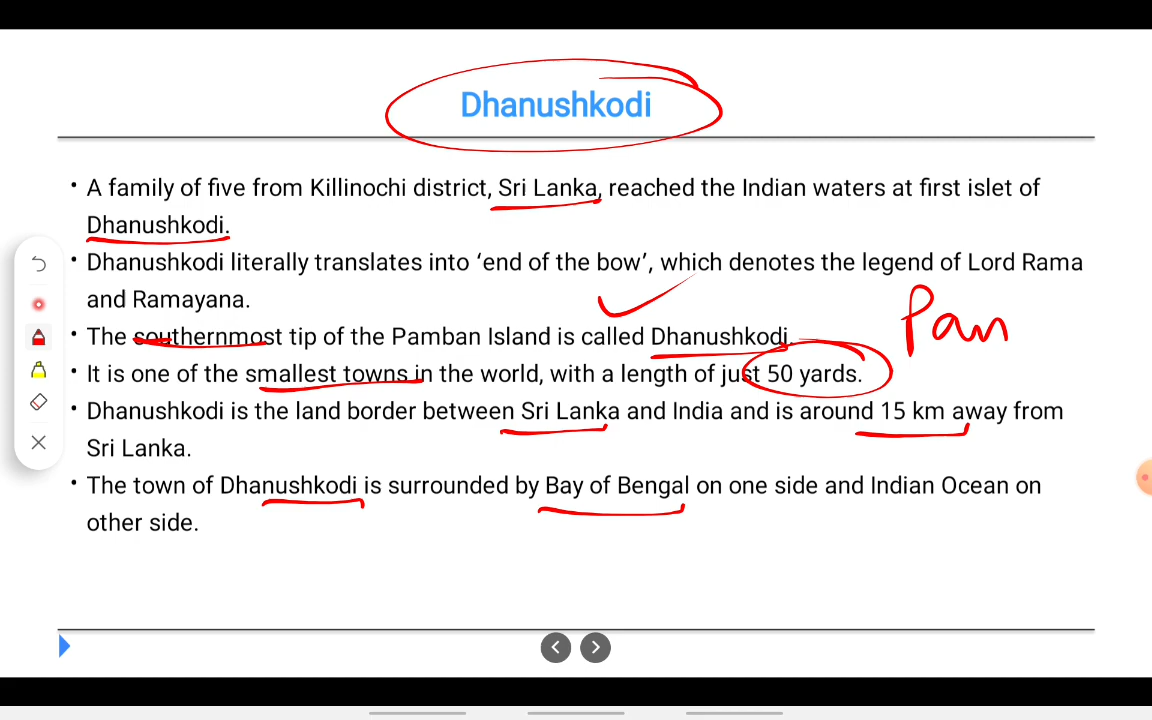 Dhanushkodi
• A family of five from Killinochi district, Sri Lanka, reached the Indian waters at first islet of
Dhanushkodi.
• Dhanushkodi literally translates into ‘end of the bow’, which denotes the legend of Lord Rama
and Ramayana.
• The southernmost tip of the Pamban Island is called Dhanushkodi.
Pan
• It is one of the smallest towns in the world, with a length of just 50 yards.
• Dhanushkodi is the land border between Sri Lanka and India and is around 15 km away from
Sri Lanka.
• The town of Dhanushkodi is surrounded by Bay of Bengal on one side and Indian Ocean on
other side.